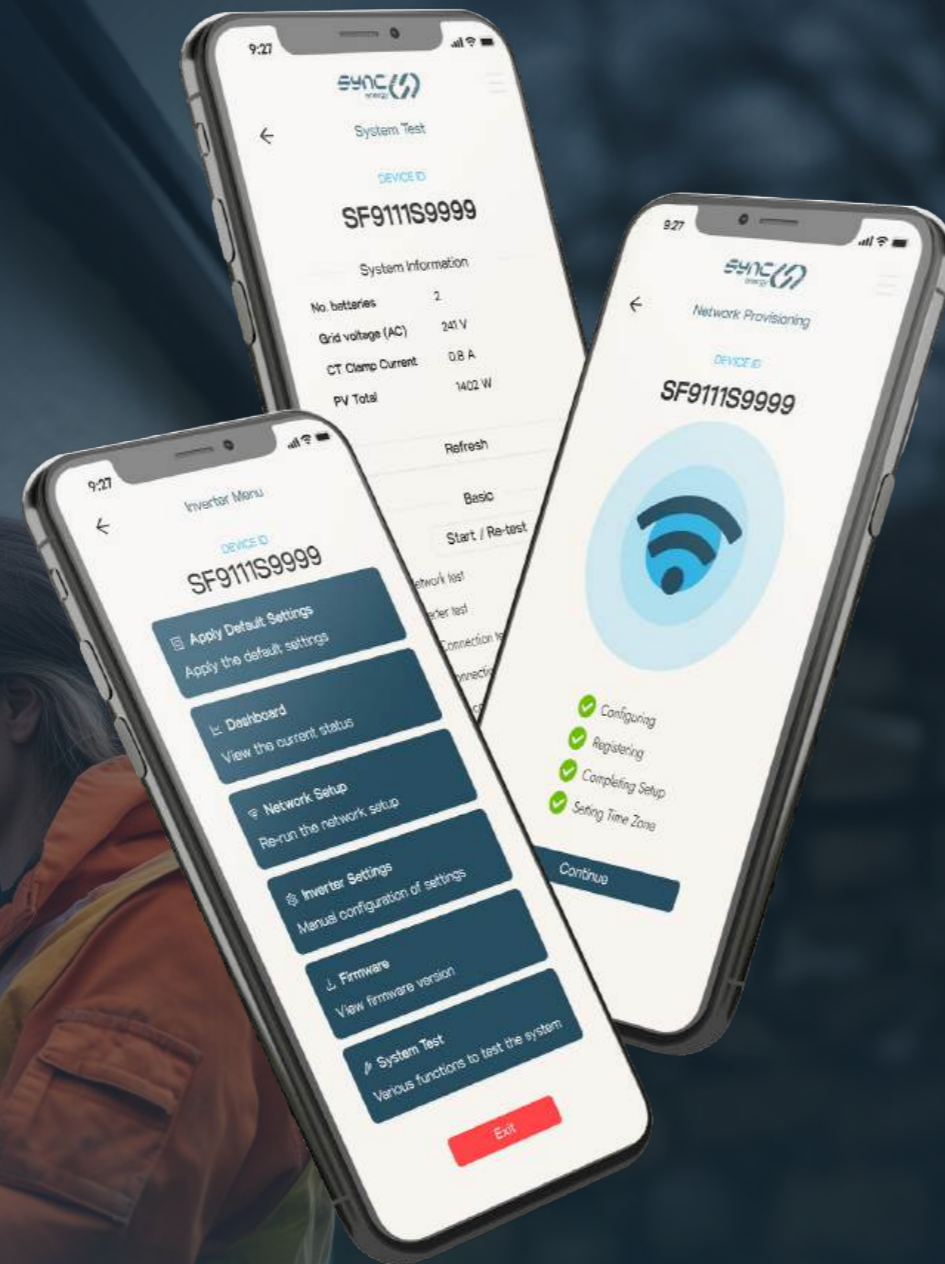 9:27
sync
energy
System Test
DEVICE ID
SF9111S9999
System Information
No. batteries 2
Grid voltage (AC) 241 V
CT Clamp Current 0.8 A
PV Total 1402 W
Refresh
Basic
Start / Re-test
test
test
Connection
9:27
sync
energy
Network Provisioning
DEVICE ID
SF9111S9999
Configuring
Registering
Completing Setup
Setting Time Zone
Continue
9:27
Inverter Menu
DEVICE ID
SF9111S9999
Apply Default Settings
Apply the default settings
Dashboard
View the current status
Network Setup
Re-run the network setup
Inverter Settings
Manual configuration of settings
Firmware
View firmware version
System Test
Various functions to test the system
Exit